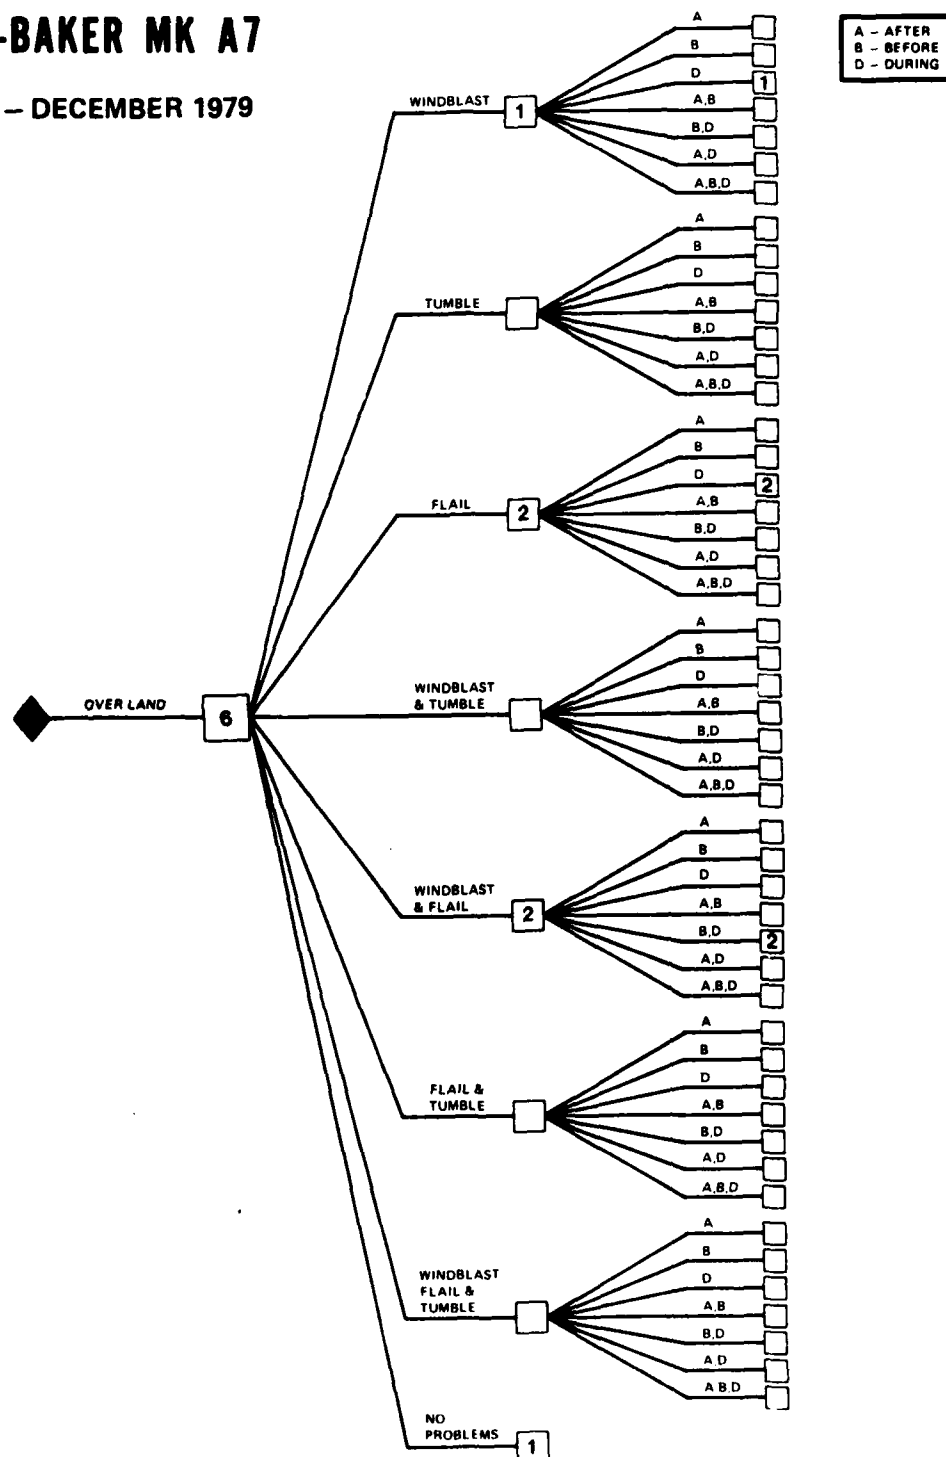 -BAKER MK A7
– DECEMBER 1979
A – AFTER
B – BEFORE
D – DURING
WINDBLAST
1
A
B
D
1
A,B
B,D
A,D
A,B,D
TUMBLE
A
B
D
A,B
B,D
A,D
A,B,D
FLAIL
2
A
B
D
2
A,B
B,D
A,D
A,B,D
OVER LAND
6
WINDBLAST
& TUMBLE
A
B
D
A,B
B,D
A,D
A,B,D
WINDBLAST
& FLAIL
2
A
B
D
A,B
B,D
2
A,D
A,B,D
FLAIL &
TUMBLE
A
B
D
A,B
B,D
A,D
A,B,D
WINDBLAST
FLAIL &
TUMBLE
A
B
D
A,B
B,D
A,D
A B,D
NO
PROBLEMS
1